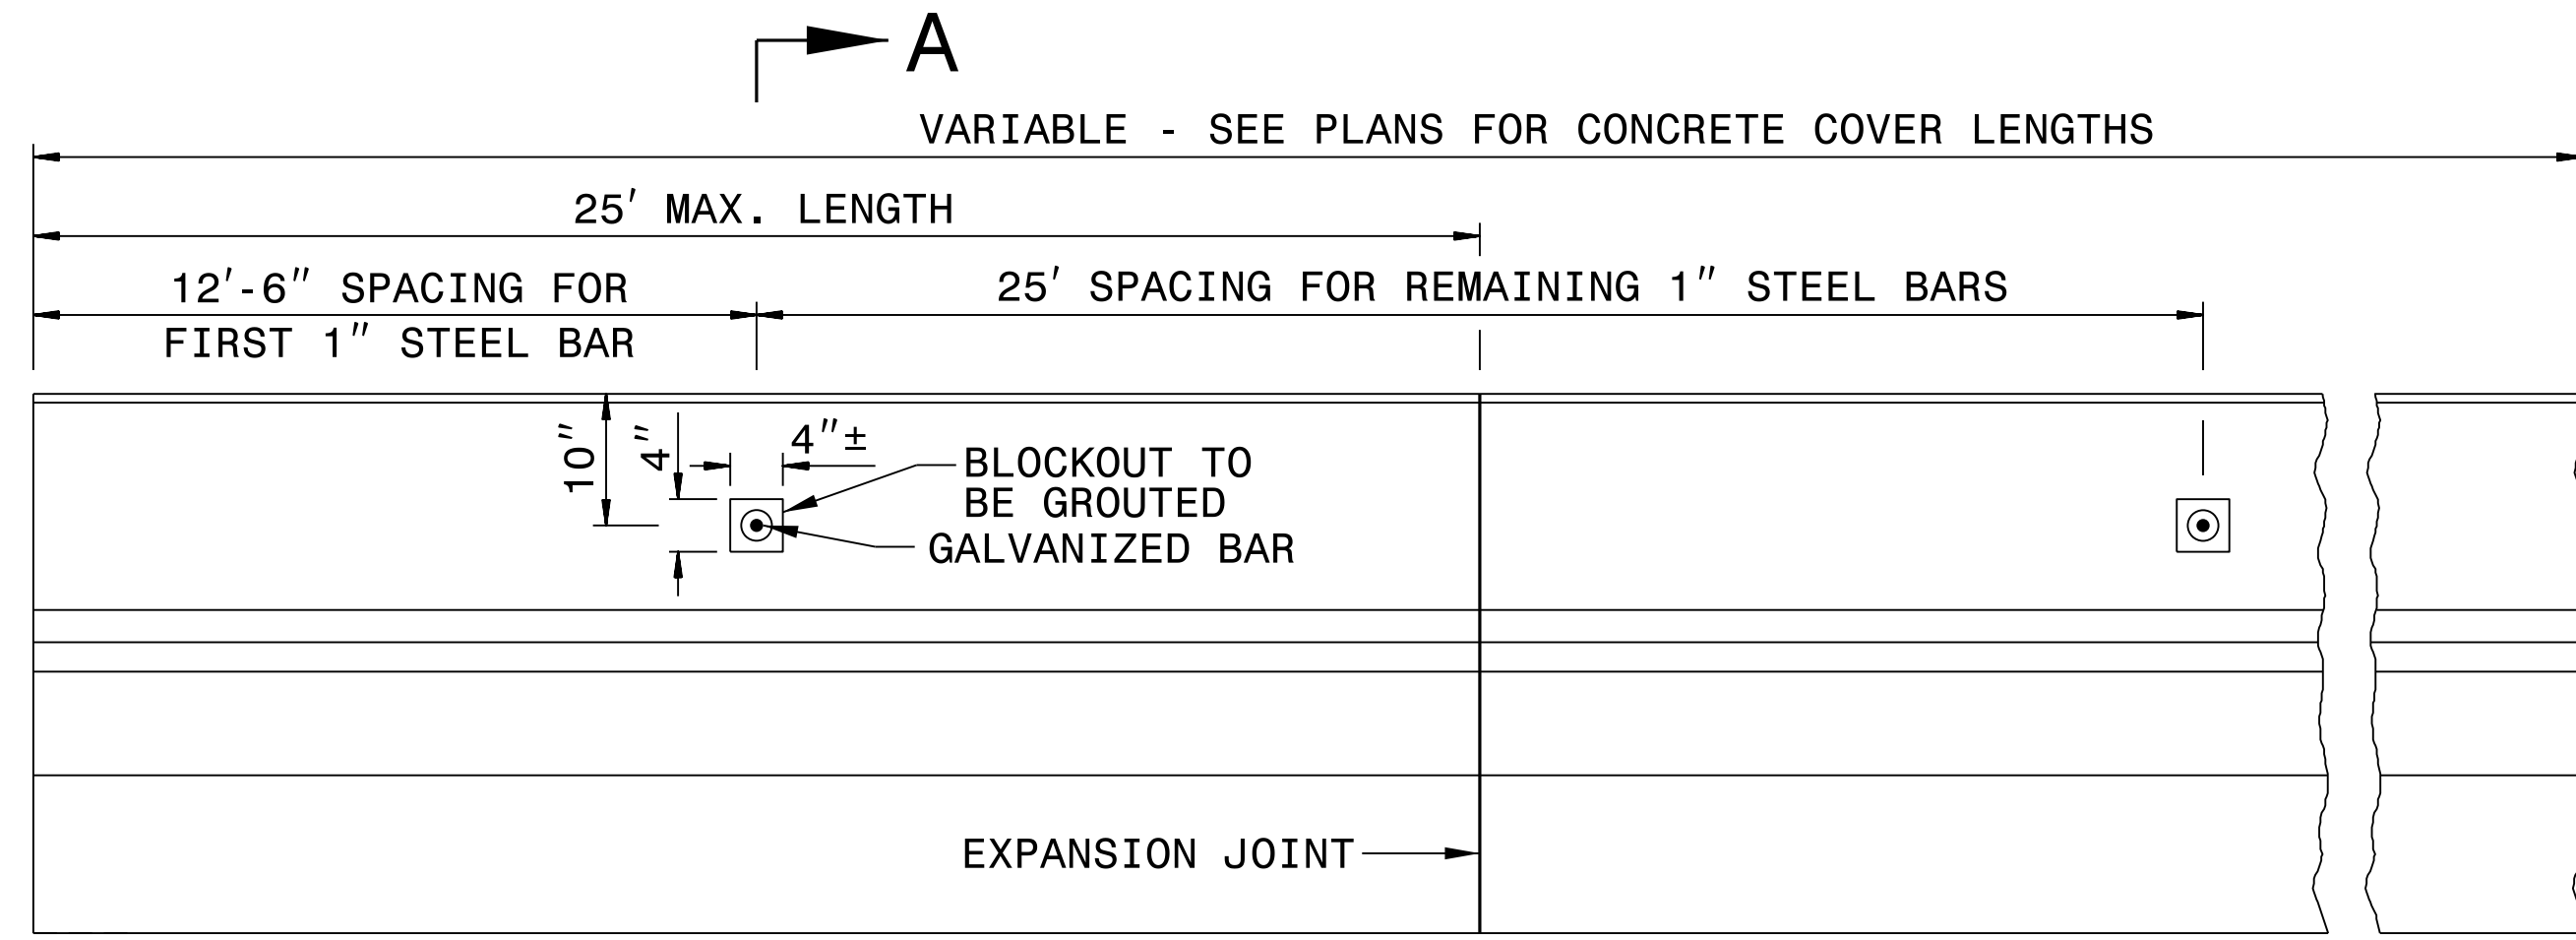 A
VARIABLE - SEE PLANS FOR CONCRETE COVER LENGTHS
25' MAX. LENGTH
12'-6" SPACING FOR
FIRST 1" STEEL BAR
25' SPACING FOR REMAINING 1" STEEL BARS
10"
4"
4"±
BLOCKOUT TO
BE GROUTED
GALVANIZED BAR
EXPANSION JOINT